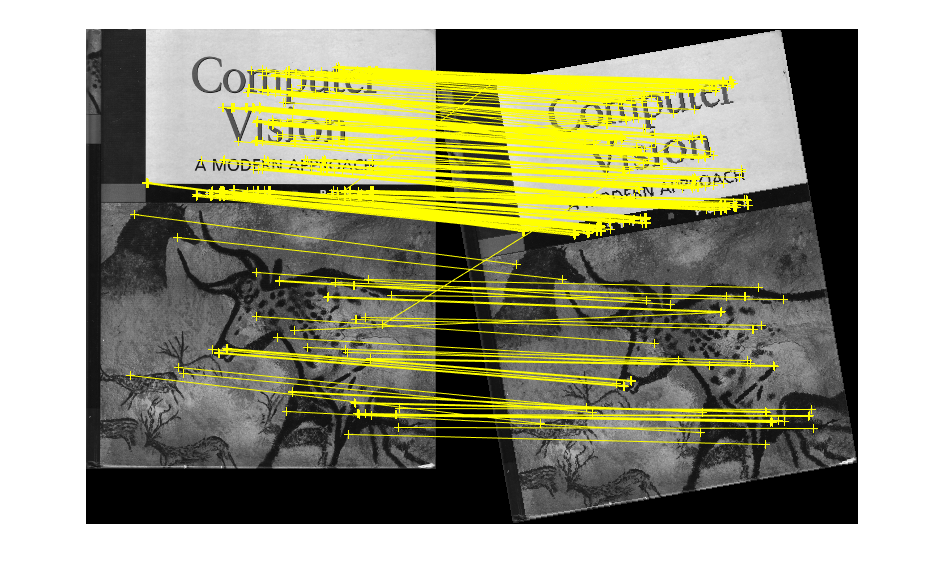 Computer
Vision
A MODERN APPROACH
Computer
Vision
A MODERN APPROACH